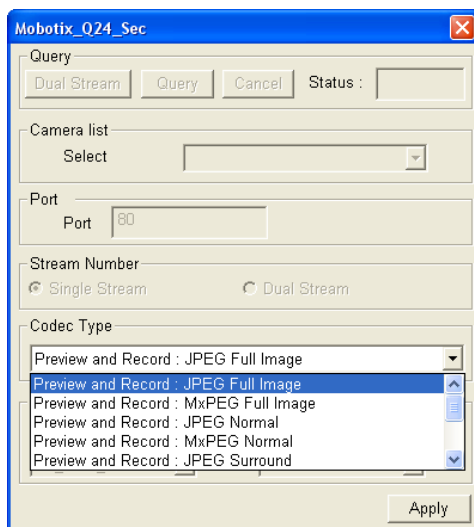 Mobotix_Q24_Sec
Query
Dual Stream Query Cancel Status :
Camera list
Select
Port
Port 80
Stream Number
Single Stream Dual Stream
Codec Type
Preview and Record : JPEG Full Image
Preview and Record : JPEG Full Image
Preview and Record : MxPEG Full Image
Preview and Record : JPEG Normal
Preview and Record : MxPEG Normal
Preview and Record : JPEG Surround
Apply